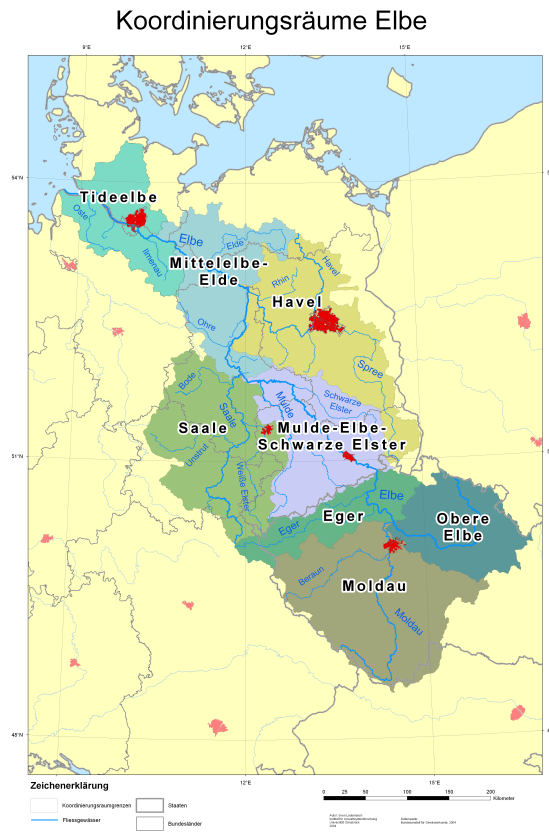 Koordinierungsräume Elbe
9°E
12°E
15°E
54°N
Tideelbe
Oste
Elbe
Elde
Ilmenau
Mittelelbe-
Elde
Havel
Rhin
Havel
Ohre
Spree
Bode
Saale
Mulde
Schwarze
Elster
Saale
Mulde-Elbe-
Schwarze Elster
51°N
Unstrut
Weiße Elster
Elbe
Eger
Obere
Elbe
Eger
Beraun
Moldau
Moldau
48°N
12°E
15°E
Zeichenerklärung
Koordinierungsraumgrenzen
Staaten
Fliessgewässer
Bundesländer
0 25 50 100 150 200
Kilometer